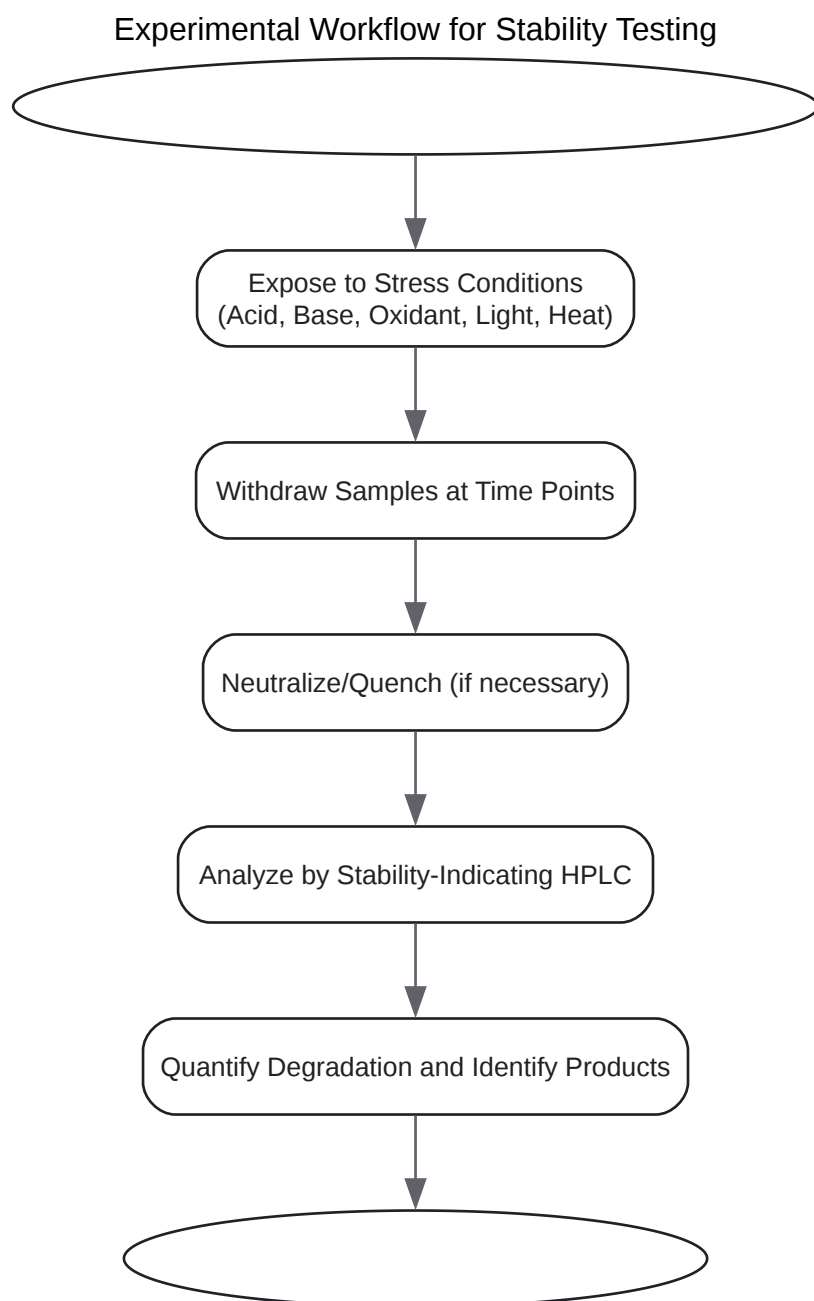 Experimental Workflow for Stability Testing
Expose to Stress Conditions
(Acid, Base, Oxidant, Light, Heat)
Withdraw Samples at Time Points
Neutralize/Quench (if necessary)
Analyze by Stability-Indicating HPLC
Quantify Degradation and Identify Products